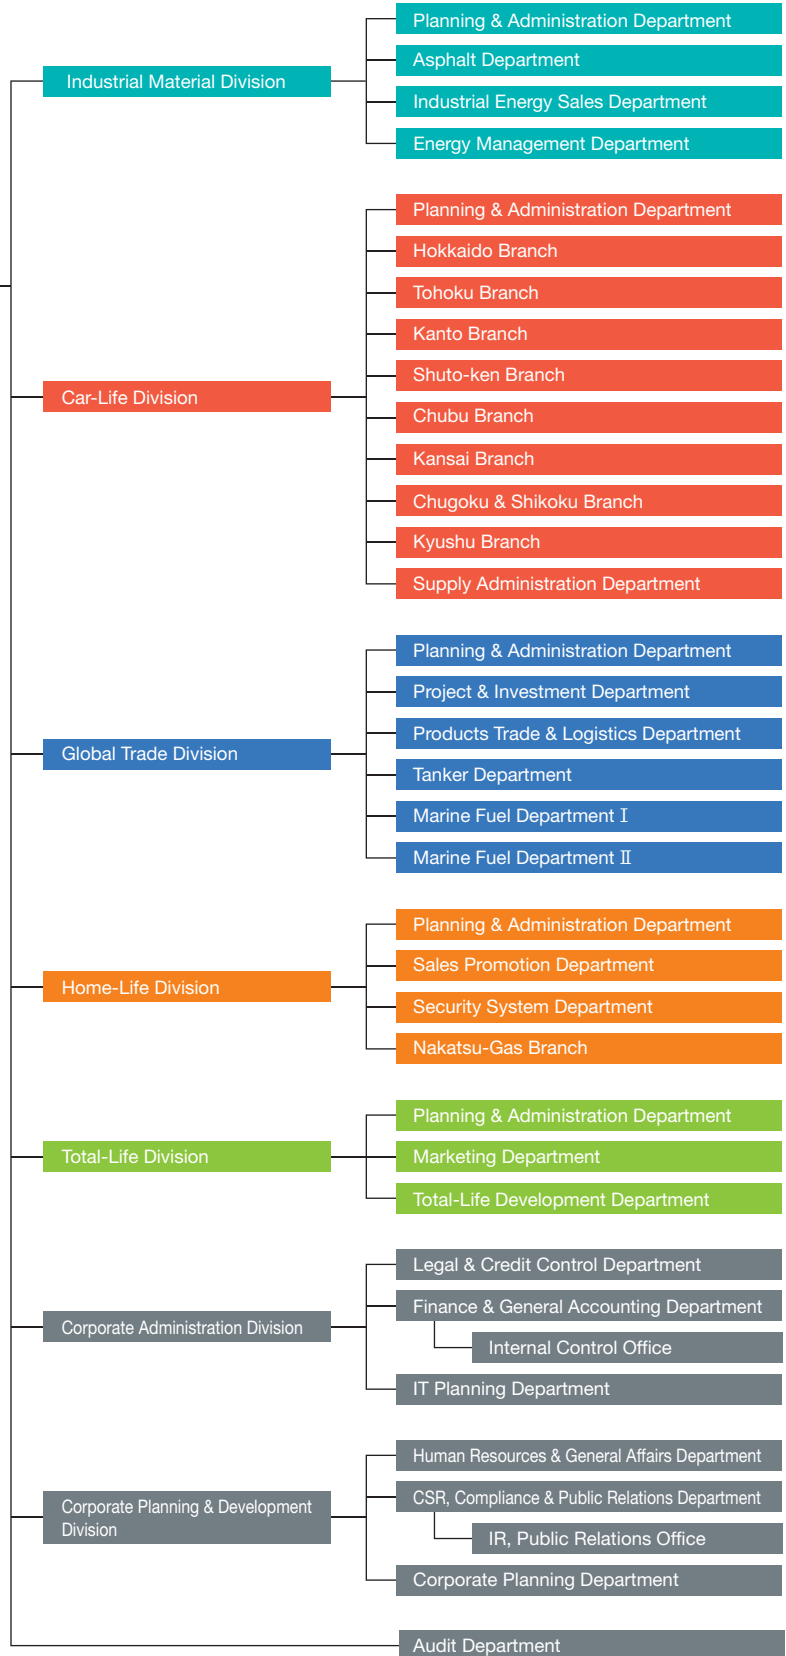 Planning & Administration Department
Asphalt Department
Industrial Material Division
Industrial Energy Sales Department
Energy Management Department
Planning & Administration Department
Hokkaido Branch
Tohoku Branch
Kanto Branch
Shuto-ken Branch
Car-Life Division
Chubu Branch
Kansai Branch
Chugoku & Shikoku Branch
Kyushu Branch
Supply Administration Department
Planning & Administration Department
Project & Investment Department
Products Trade & Logistics Department
Global Trade Division
Tanker Department
Marine Fuel Department Ⅰ
Marine Fuel Department Ⅱ
Planning & Administration Department
Sales Promotion Department
Home-Life Division
Security System Department
Nakatsu-Gas Branch
Planning & Administration Department
Total-Life Division
Marketing Department
Total-Life Development Department
Legal & Credit Control Department
Finance & General Accounting Department
Corporate Administration Division
Internal Control Office
IT Planning Department
Human Resources & General Affairs Department
CSR, Compliance & Public Relations Department
Corporate Planning & Development
Division
IR, Public Relations Office
Corporate Planning Department
Audit Department